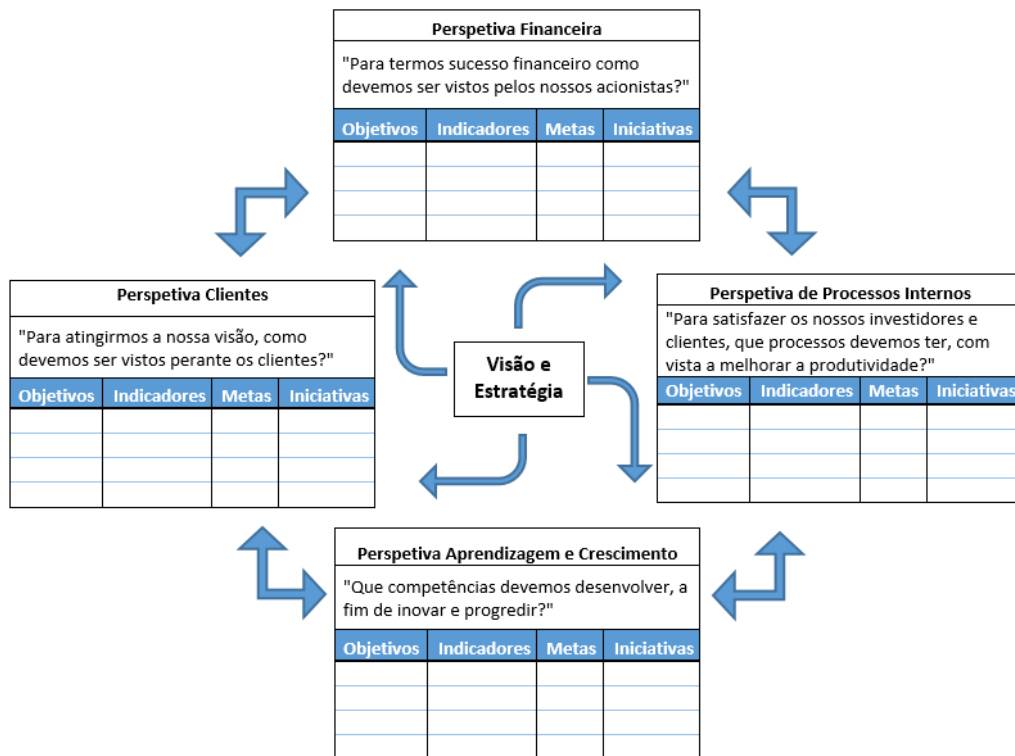 Perspetiva Financeira
"Para termos sucesso financeiro como
devemos ser vistos pelos nossos acionistas?"
Objetivos Indicadores Metas Iniciativas
Perspetiva Clientes
"Para atingirmos a nossa visão, como
devemos ser vistos perante os clientes?"
Objetivos Indicadores Metas Iniciativas
Visão e
Estratégia
Perspetiva de Processos Internos
"Para satisfazer os nossos investidores e
clientes, que processos devemos ter, com
vista a melhorar a produtividade?"
Objetivos Indicadores Metas Iniciativas
Perspetiva Aprendizagem e Crescimento
"Que competências devemos desenvolver, a
fim de inovar e progredir?"
Objetivos Indicadores Metas Iniciativas